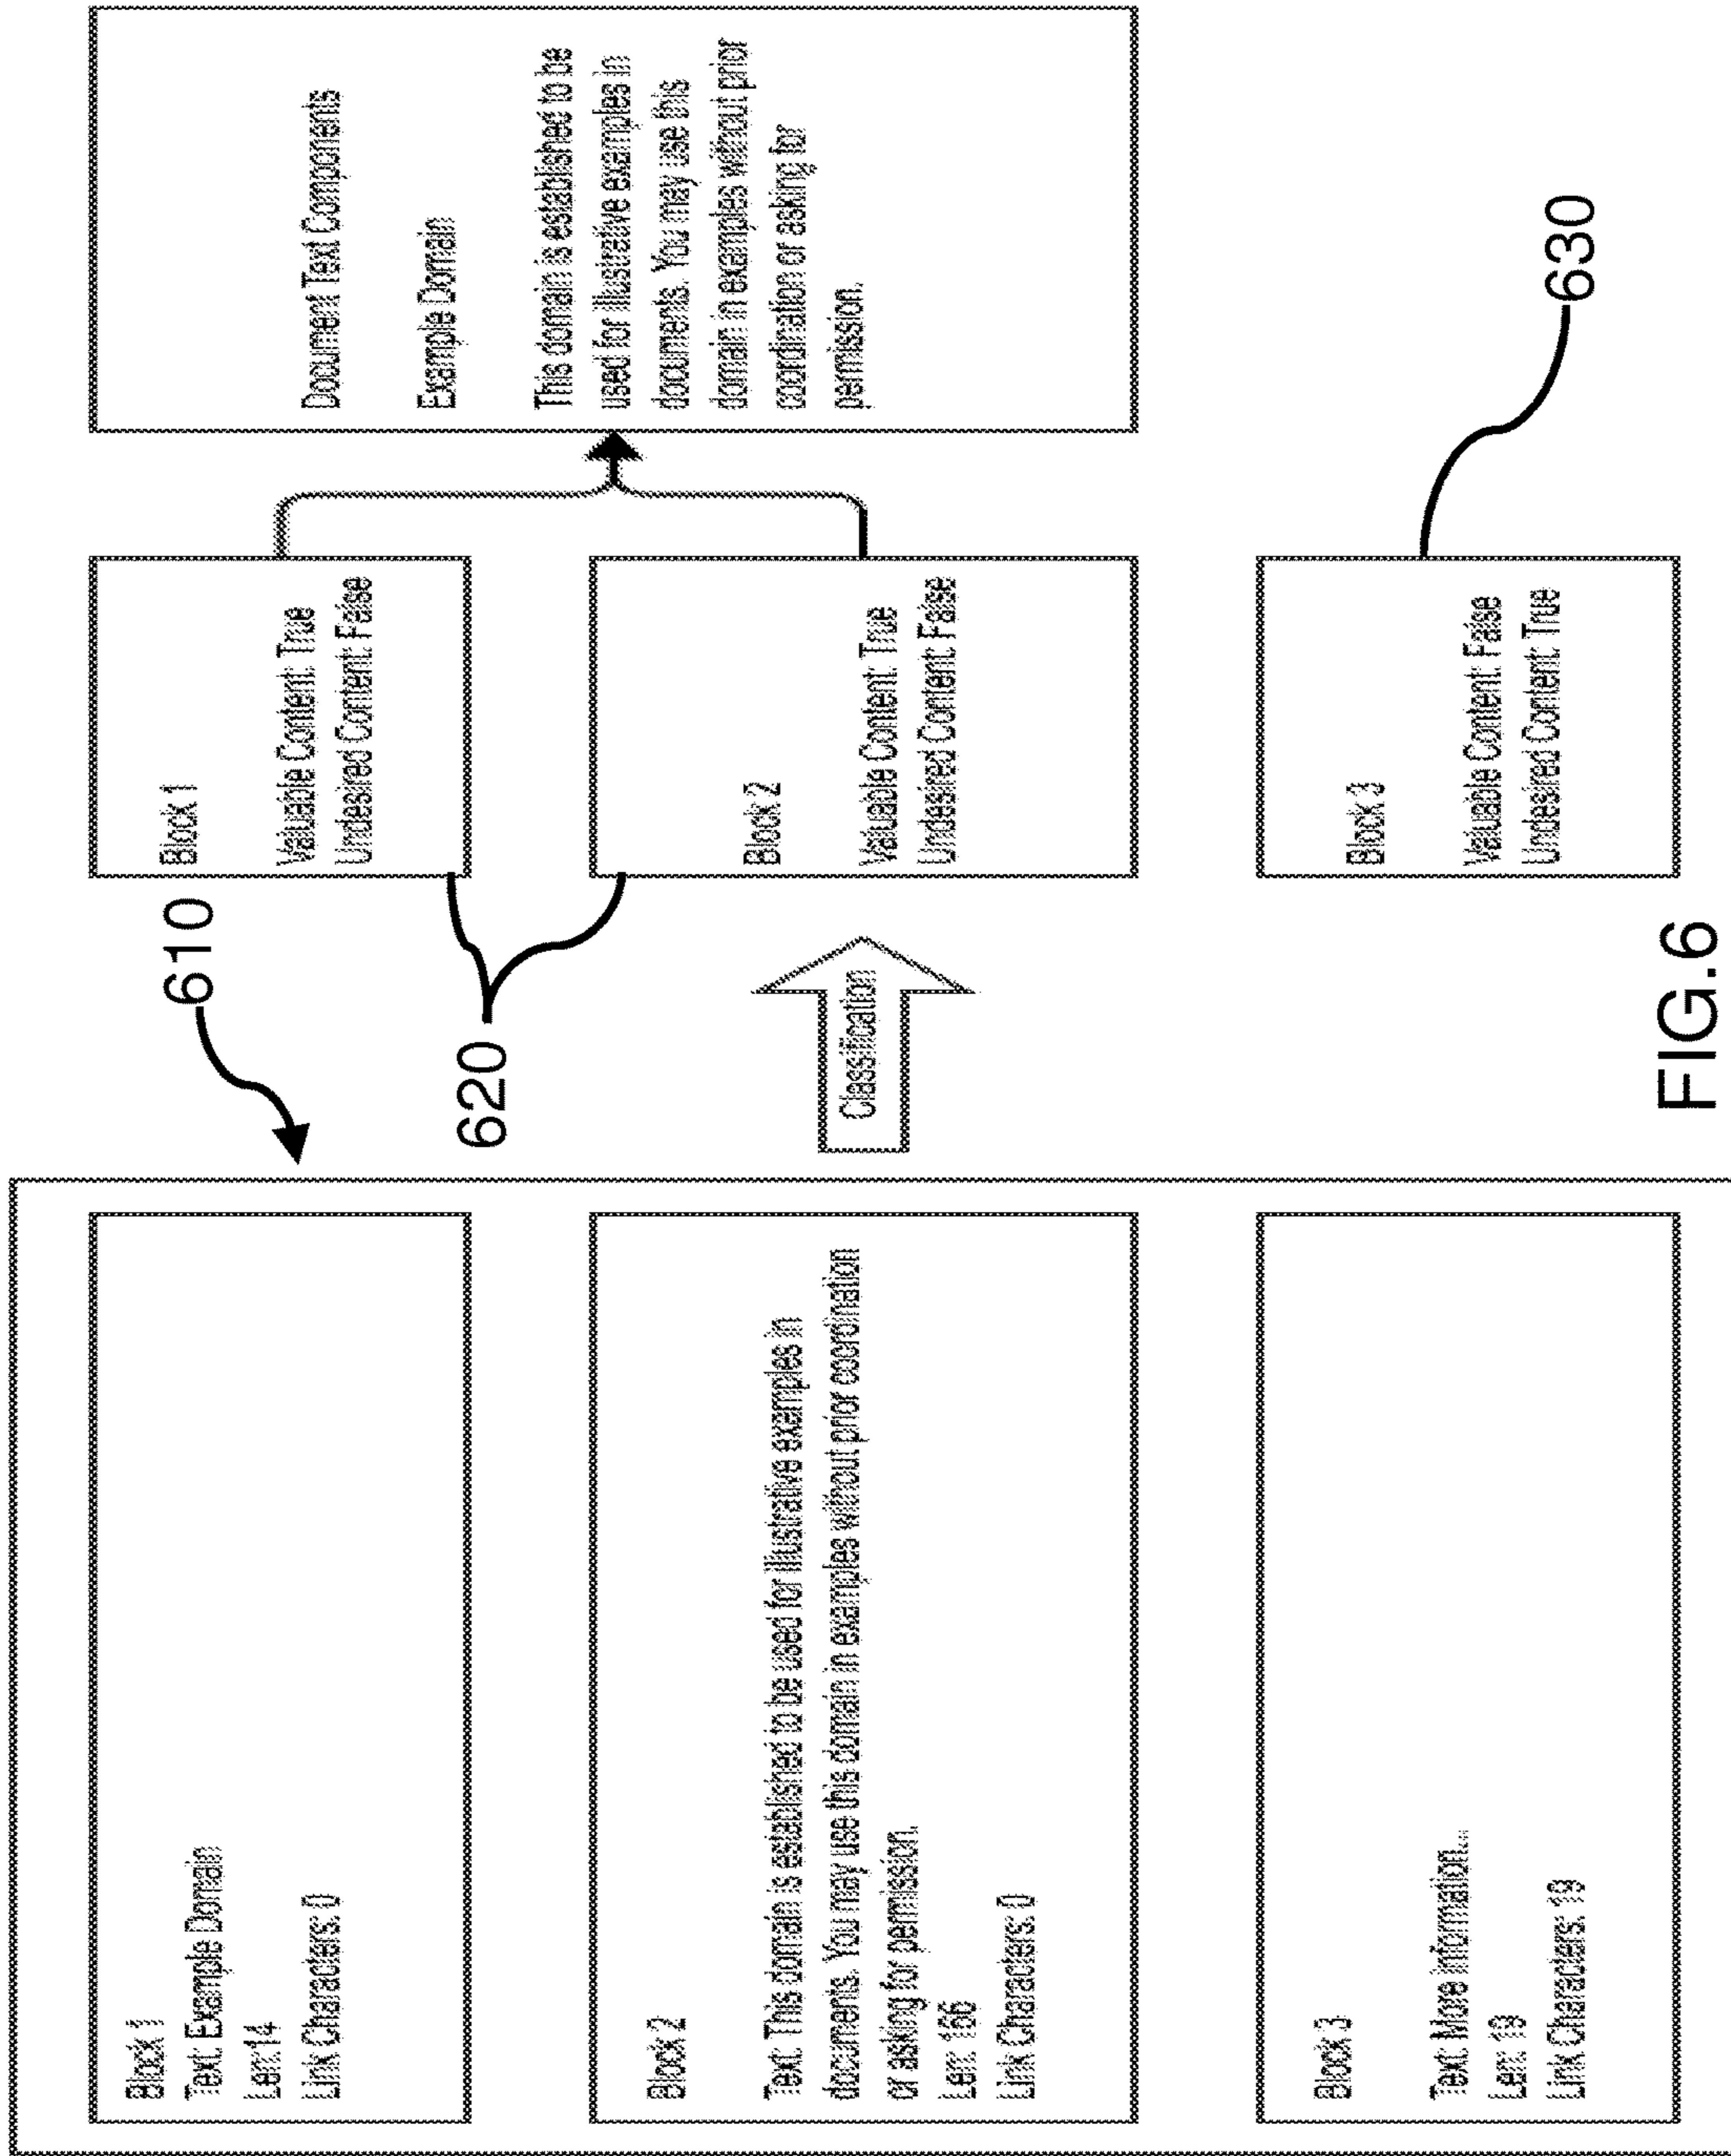 Block 1
Text: Example Domain
Len:14
Link Characters: 0
Block 2
Text: This domain is established to be used for illustrative examples in
documents. You may use this domain in examples without prior coordination
or asking for permission.
Len: 166
Link Characters: 0
Block 3
Text: More information...
Len: 19
Link Characters: 19
610
620
Classification
Block 1
Valuable Content: True
Undesired Content: False
Block 2
Valuable Content: True
Undesired Content: False
Block 3
Valuable Content: False
Undesired Content: True
630
Document Text Components
Example Domain
This domain is established to be
used for illustrative examples in
documents. You may use this
domain in examples without prior
coordination or asking for
permission.
FIG.6